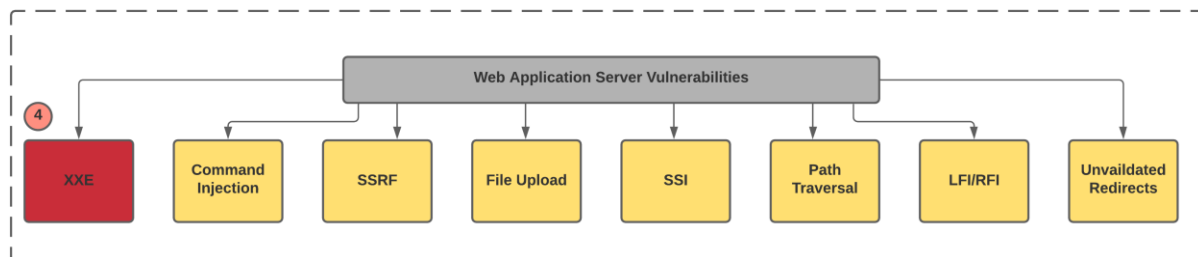 Web Application Server Vulnerabilities
4
XXE
Command
Injection
SSRF
File Upload
SSI
Path
Traversal
LFI/RFI
Unvaildated
Redirects